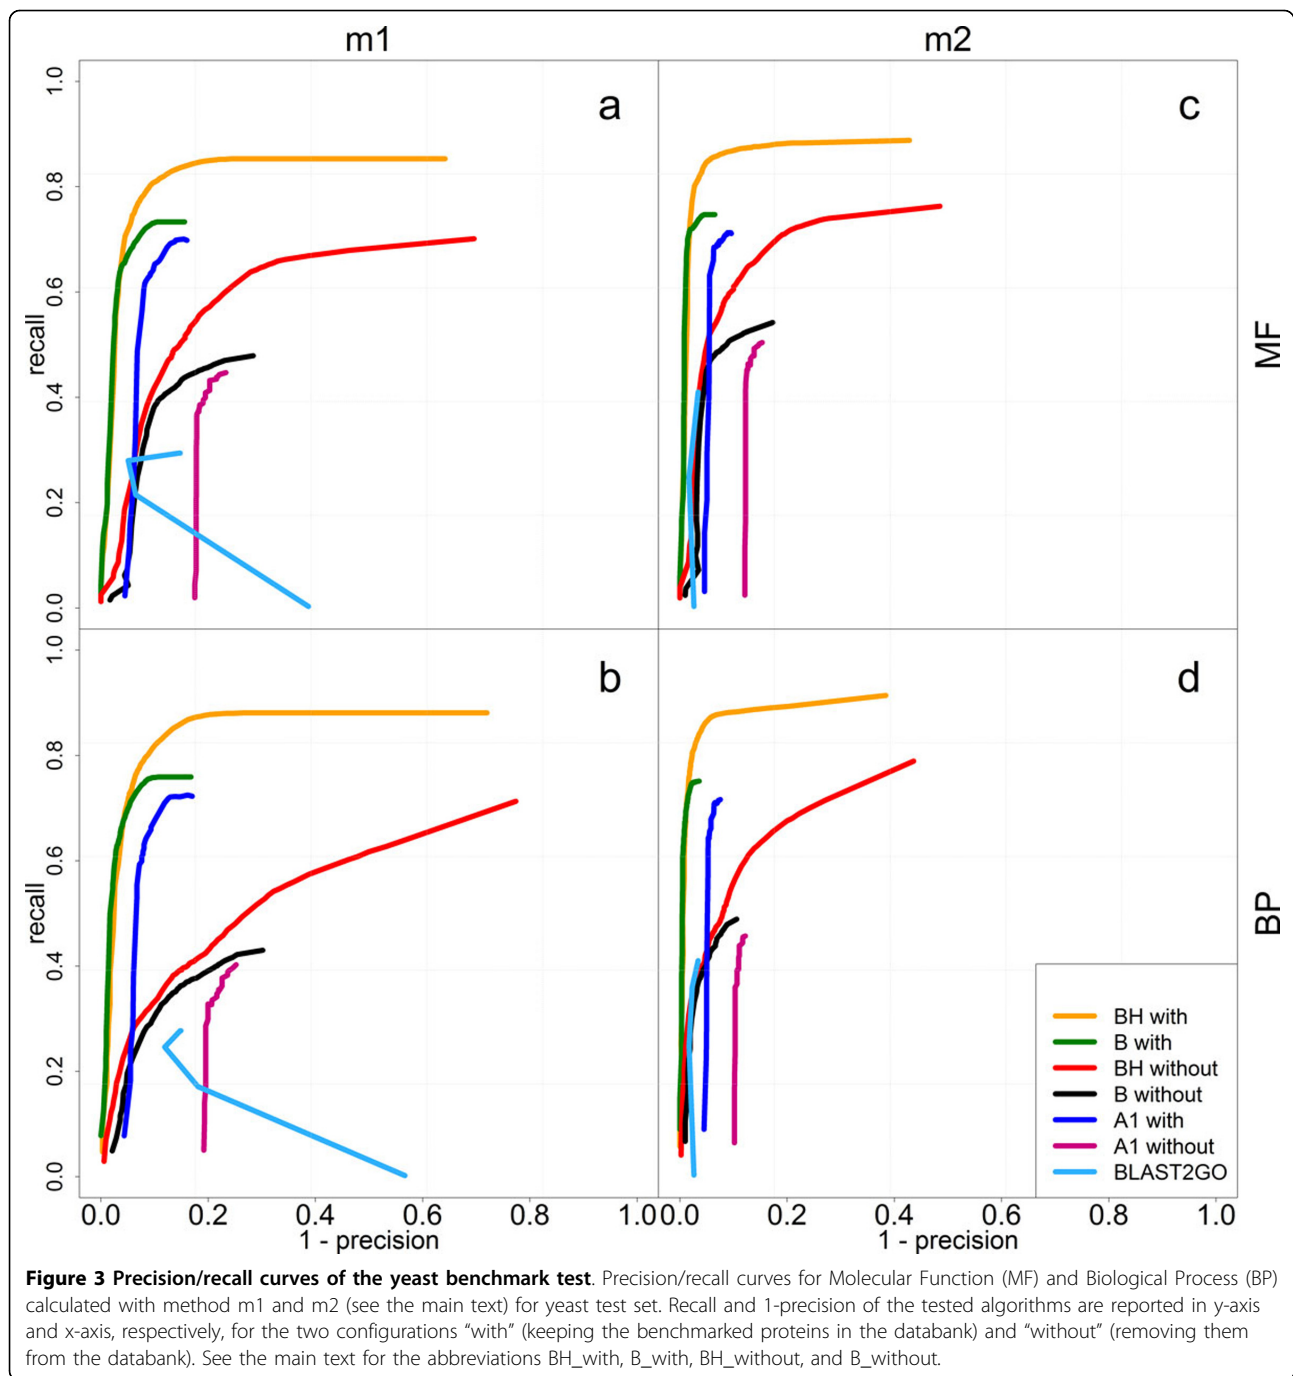 m1
m2
a
c
recall
0.0
0.2
0.4
0.6
0.8
1.0
MF
b
d
recall
0.0
0.2
0.4
0.6
0.8
1.0
BP
BH with
B with
BH without
B without
A1 with
A1 without
BLAST2GO
0.0 0.2 0.4 0.6 0.8 1.0
0.0 0.2 0.4 0.6 0.8 1.0
1 - precision
1 - precision
Figure 3 Precision/recall curves of the yeast benchmark test. Precision/recall curves for Molecular Function (MF) and Biological Process (BP)
calculated with method m1 and m2 (see the main text) for yeast test set. Recall and 1-precision of the tested algorithms are reported in y-axis
and x-axis, respectively, for the two configurations “with” (keeping the benchmarked proteins in the databank) and “without” (removing them
from the databank). See the main text for the abbreviations BH_with, B_with, BH_without, and B_without.